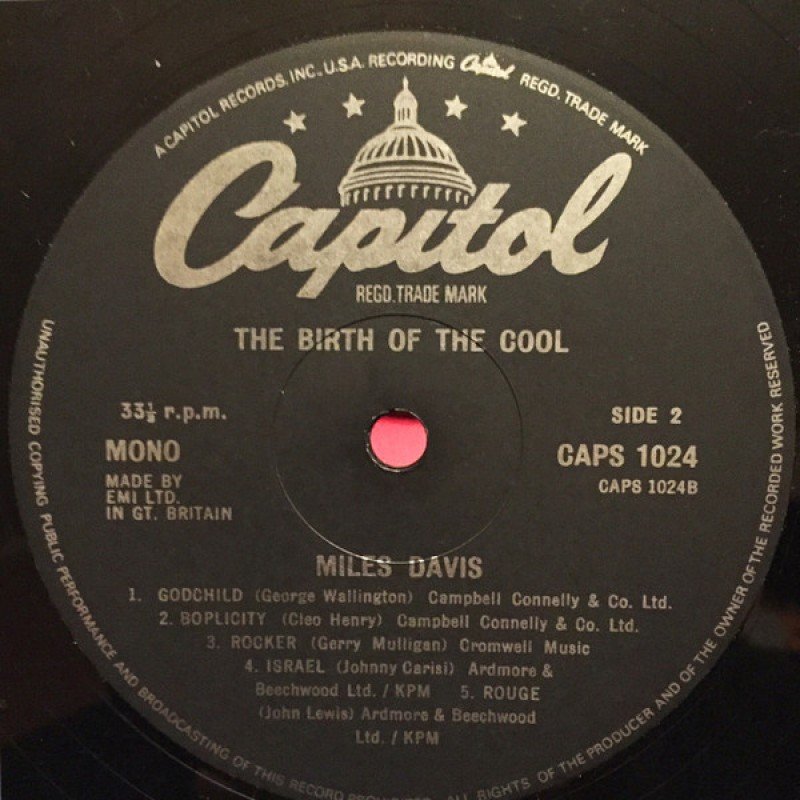 A CAPITOL RECORDS, INC., U.S.A. RECORDING Capitol REGD. TRADE MARK
Capitol
REGD. TRADE MARK
THE BIRTH OF THE COOL
33⅓ r.p.m.
SIDE 2
MONO
CAPS 1024
MADE BY
EMI LTD.
IN GT. BRITAIN
CAPS 1024B
MILES DAVIS
1. GODCHILD (George Wallington) Campbell Connelly & Co. Ltd.
2. BOPLICITY (Cleo Henry) Campbell Connelly & Co. Ltd.
3. ROCKER (Gerry Mulligan) Cromwell Music
4. ISRAEL (Johnny Carisi) Ardmore &
Beechwood Ltd. / KPM 5. ROUGE
(John Lewis) Ardmore & Beechwood
Ltd. / KPM
UNAUTHORISED COPYING PUBLIC PERFORMANCE AND BROADCASTING OF THIS RECORD ALL RIGHTS OF THE PRODUCER AND OF THE OWNER OF THE RECORDED WORK RESERVED